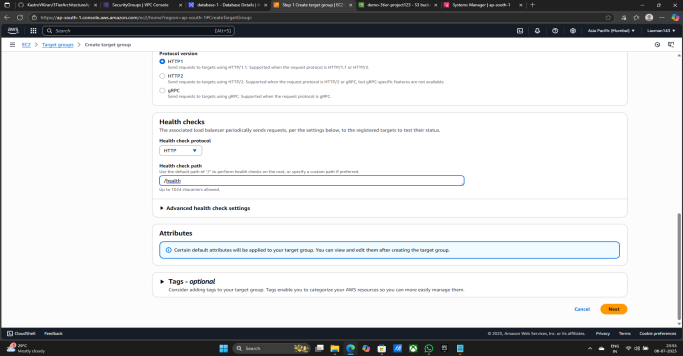 KastroVKiran/3TierArchitectureA
SecurityGroups | VPC Console
database-1 - Database Details | R
Step 1 Create target group | EC2
demo-3tier-project123 - S3 buck
Systems Manager | ap-south-1
https://ap-south-1.console.aws.amazon.com/ec2/home?region=ap-south-1#CreateTargetGroup:
aws
Search
[Alt+S]
Asia Pacific (Mumbai)
EC2 > Target groups > Create target group
Protocol version
HTTP1
Send requests to targets using HTTP/1.1. Supported when the request protocol is HTTP/1.1 or HTTP/2.
HTTP2
Send requests to targets using HTTP/2. Supported when the request protocol is HTTP/2 or gRPC, but gRPC-specific features are not available.
gRPC
Send requests to targets using gRPC. Supported when the request protocol is gRPC.
Health checks
The associated load balancer periodically sends requests, per the settings below, to the registered targets to test their status.
Health check protocol
HTTP
Health check path
Use the default path of "/" to perform health checks on the root, or specify a custom path if preferred.
/health
Up to 1024 characters allowed.
Advanced health check settings
Attributes
Certain default attributes will be applied to your target group. You can view and edit them after creating the target group.
Tags - optional
Consider adding tags to your target group. Tags enable you to categorize your AWS resources so you can more easily manage them.
Cancel
Next
CloudShell
Feedback
© 2025, Amazon Web Services, Inc. or its affiliates.
Privacy
Terms
Cookie preferences
29°C
Mostly cloudy
Search
ENG
IN
23:55
08-07-2025